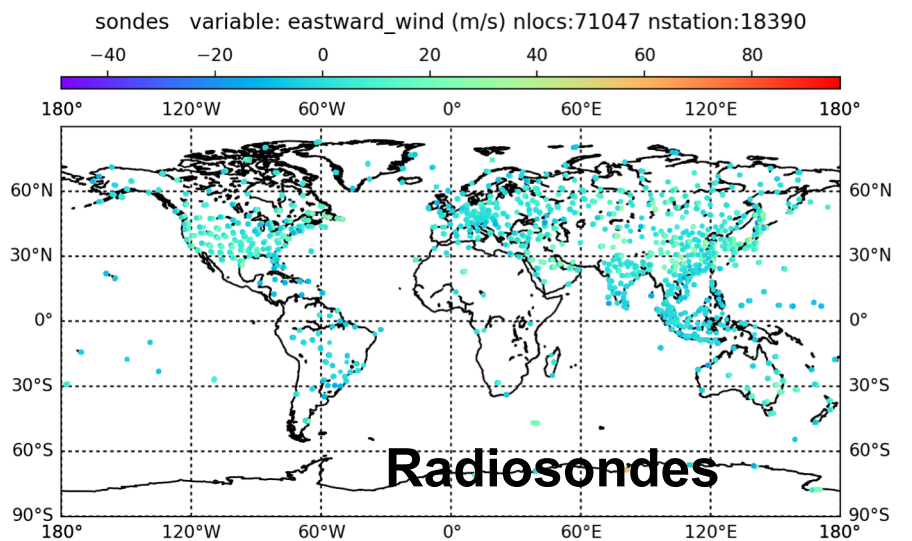 sondes variable: eastward_wind (m/s) nlocs:71047 nstation:18390
−40 −20 0 20 40 60 80
180° 120°W 60°W 0° 60°E 120°E 180°
60°N 60°N
30°N 30°N
0° 0°
30°S 30°S
60°S 60°S
Radiosondes
90°S 90°S
180° 120°W 60°W 0° 60°E 120°E 180°